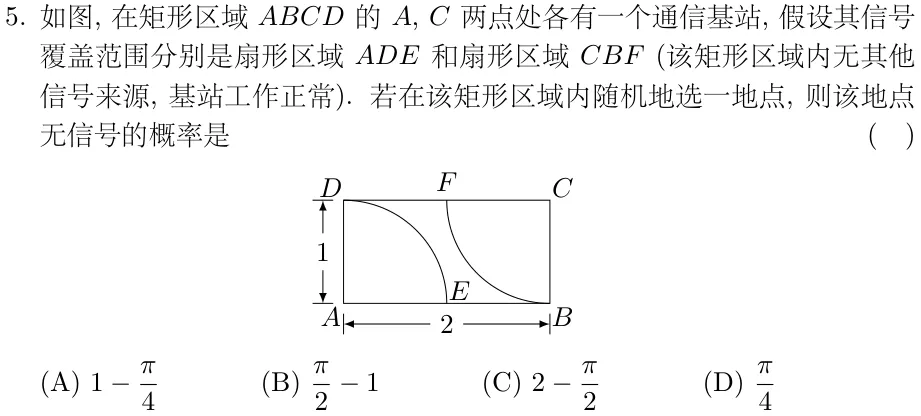 5. 如图, 在矩形区域 ABCD 的 A, C 两点处各有一个通信基站, 假设其信号
覆盖范围分别是扇形区域 ADE 和扇形区域 CBF (该矩形区域内无其他
信号来源, 基站工作正常). 若在该矩形区域内随机地选一地点, 则该地点
无信号的概率是 ( )
D F C
1
E
A 2 B
(A) 1 − π/4 (B) π/2 − 1 (C) 2 − π/2 (D) π/4